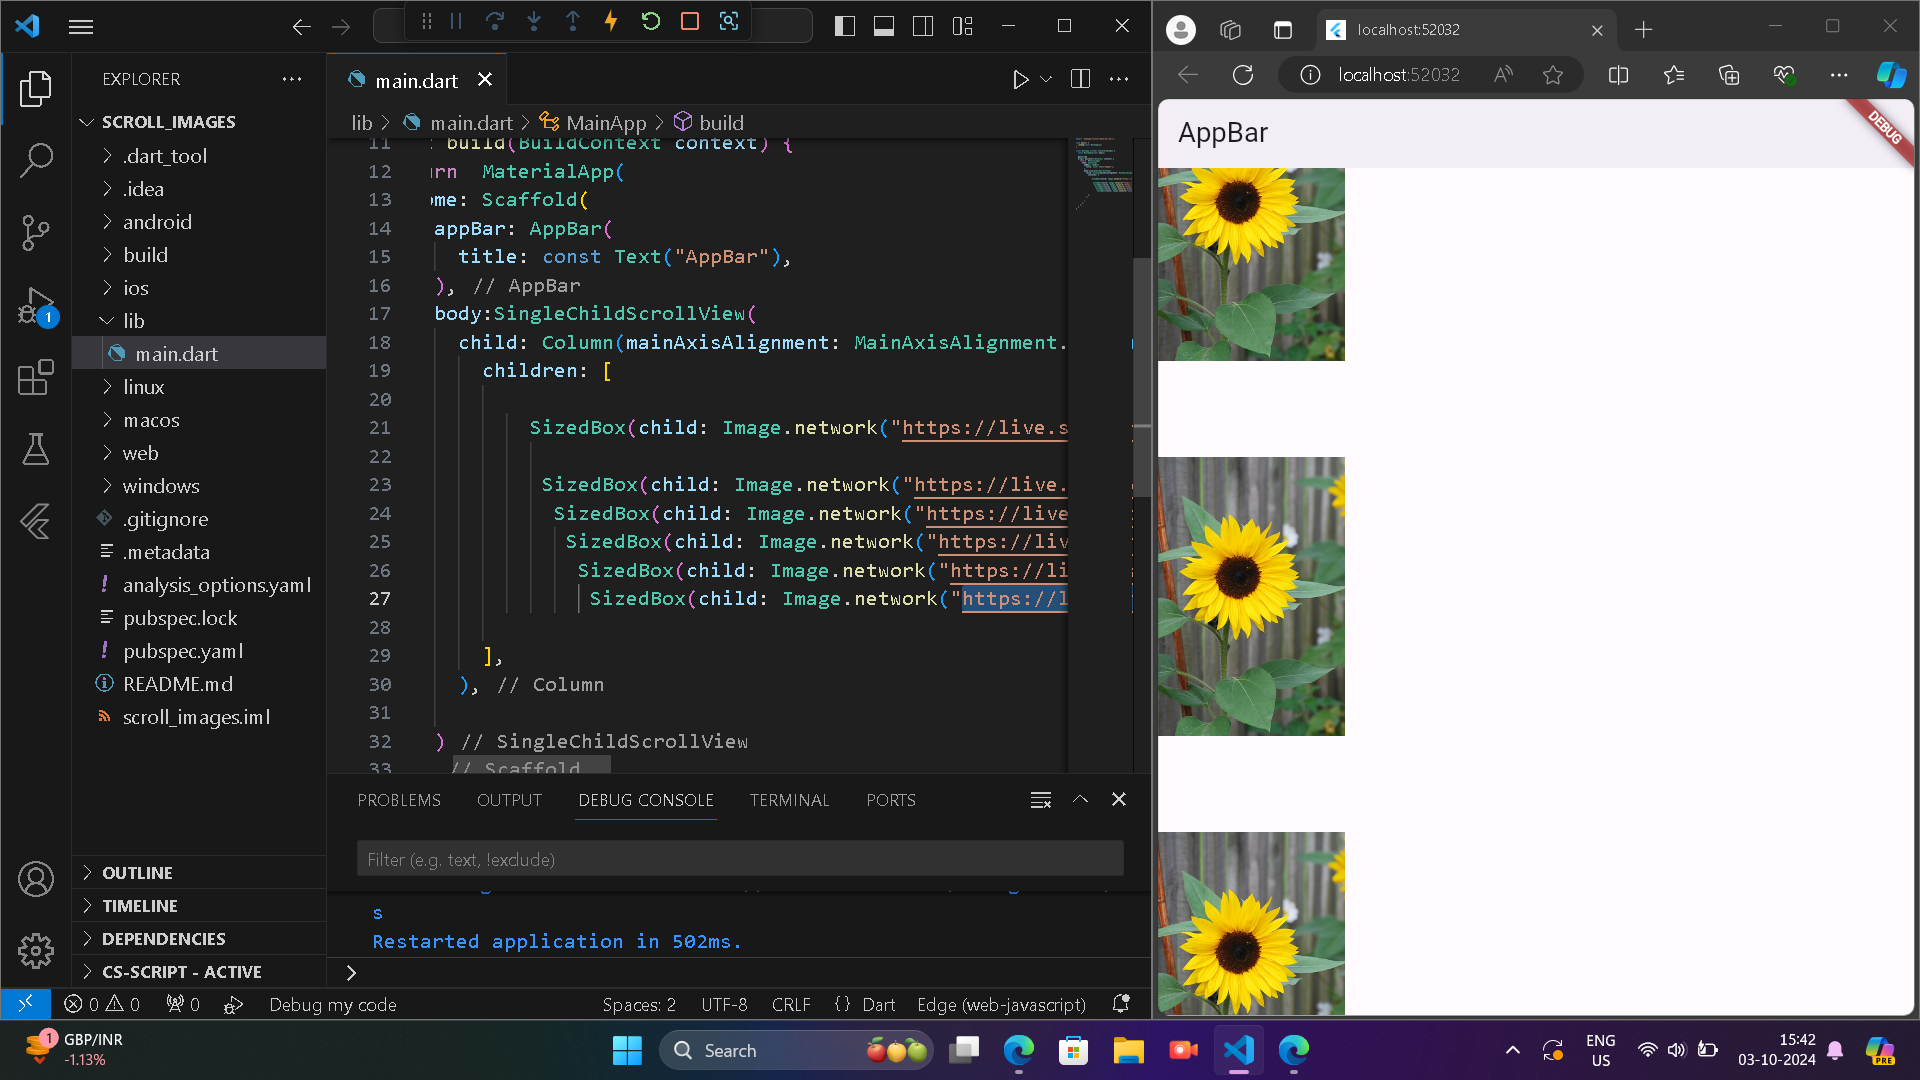 EXPLORER
SCROLL_IMAGES
.dart_tool
.idea
android
build
ios
lib
main.dart
linux
macos
web
windows
.gitignore
.metadata
analysis_options.yaml
pubspec.lock
pubspec.yaml
README.md
scroll_images.iml
OUTLINE
TIMELINE
DEPENDENCIES
CS-SCRIPT - ACTIVE
1
main.dart
lib > main.dart > MainApp > build
11 build(BuildContext context) {
12 rn MaterialApp(
13 me: Scaffold(
14 appBar: AppBar(
15 title: const Text("AppBar"),
16 ), // AppBar
17 body:SingleChildScrollView(
18 child: Column(mainAxisAlignment: MainAxisAlignment.
19 children: [
20
21 SizedBox(child: Image.network("https://live.s
22
23 SizedBox(child: Image.network("https://live.
24 SizedBox(child: Image.network("https://live
25 SizedBox(child: Image.network("https://liv
26 SizedBox(child: Image.network("https://li
27 SizedBox(child: Image.network("https://l
28
29 ],
30 ), // Column
31
32 ) // SingleChildScrollView
33 // Scaffold
PROBLEMS OUTPUT DEBUG CONSOLE TERMINAL PORTS
Filter (e.g. text, !exclude)
s
Restarted application in 502ms.
>
0 0 0 Debug my code Spaces: 2 UTF-8 CRLF {} Dart Edge (web-javascript)
localhost:52032
localhost:52032
AppBar
DEBUG
1
GBP/INR
-1.13%
Search
ENG
US
15:42
03-10-2024
PRE